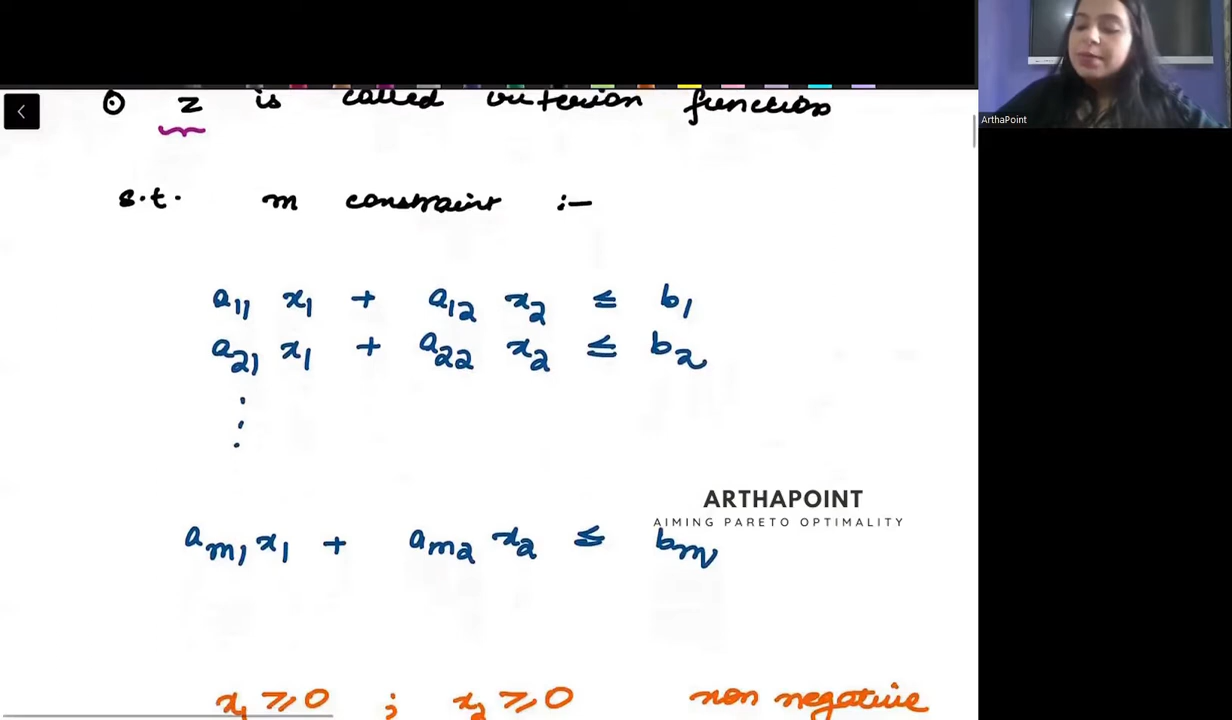 ⊙ z is called criterion function
s.t. m constraint :-
a11 x1 + a12 x2 ≤ b1
a21 x1 + a22 x2 ≤ b2
⋮
am1 x1 + am2 x2 ≤ bm
x1 ≥ 0 ; x2 ≥ 0 non negative
ARTHAPOINT
AIMING PARETO OPTIMALITY
ArthaPoint